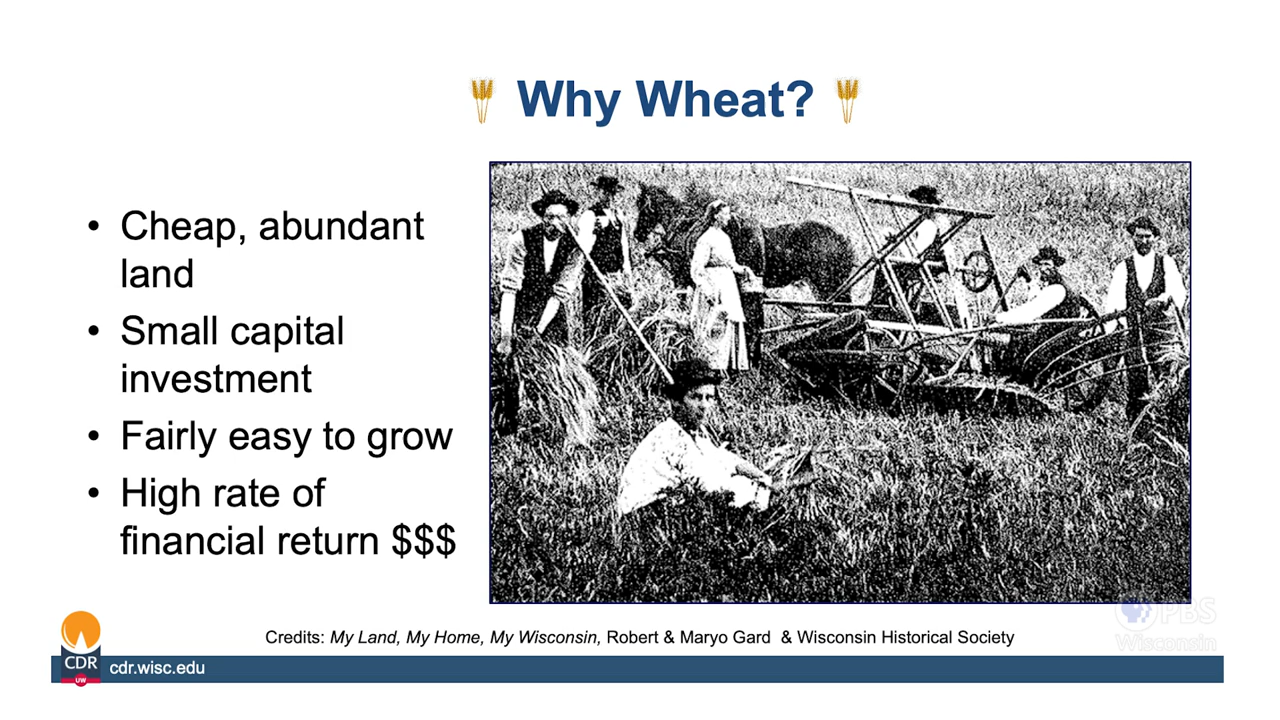 Why Wheat?
• Cheap, abundant
land
• Small capital
investment
• Fairly easy to grow
• High rate of
financial return $$$
PBS
Wisconsin
Credits: My Land, My Home, My Wisconsin, Robert & Maryo Gard & Wisconsin Historical Society
CDR
UW
cdr.wisc.edu